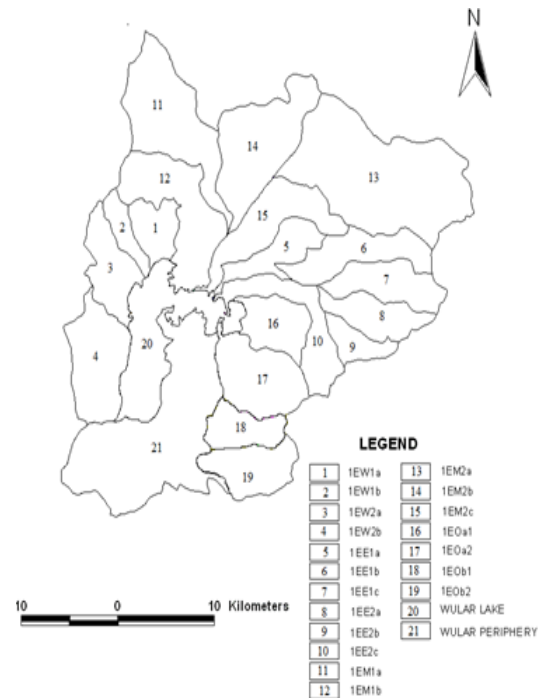 N
11
14
13
12
15
2
1
5
6
3
7
8
16
20
10
9
4
17
18
21
19
LEGEND
1 1EW1a
2 1EW1b
3 1EW2a
4 1EW2b
5 1EE1a
6 1EE1b
7 1EE1c
8 1EE2a
9 1EE2b
10 1EE2c
11 1EM1a
12 1EM1b
13 1EM2a
14 1EM2b
15 1EM2c
16 1EOa1
17 1EOa2
18 1EOb1
19 1EOb2
20 WULAR LAKE
21 WULAR PERIPHERY
10 0 10 Kilometers